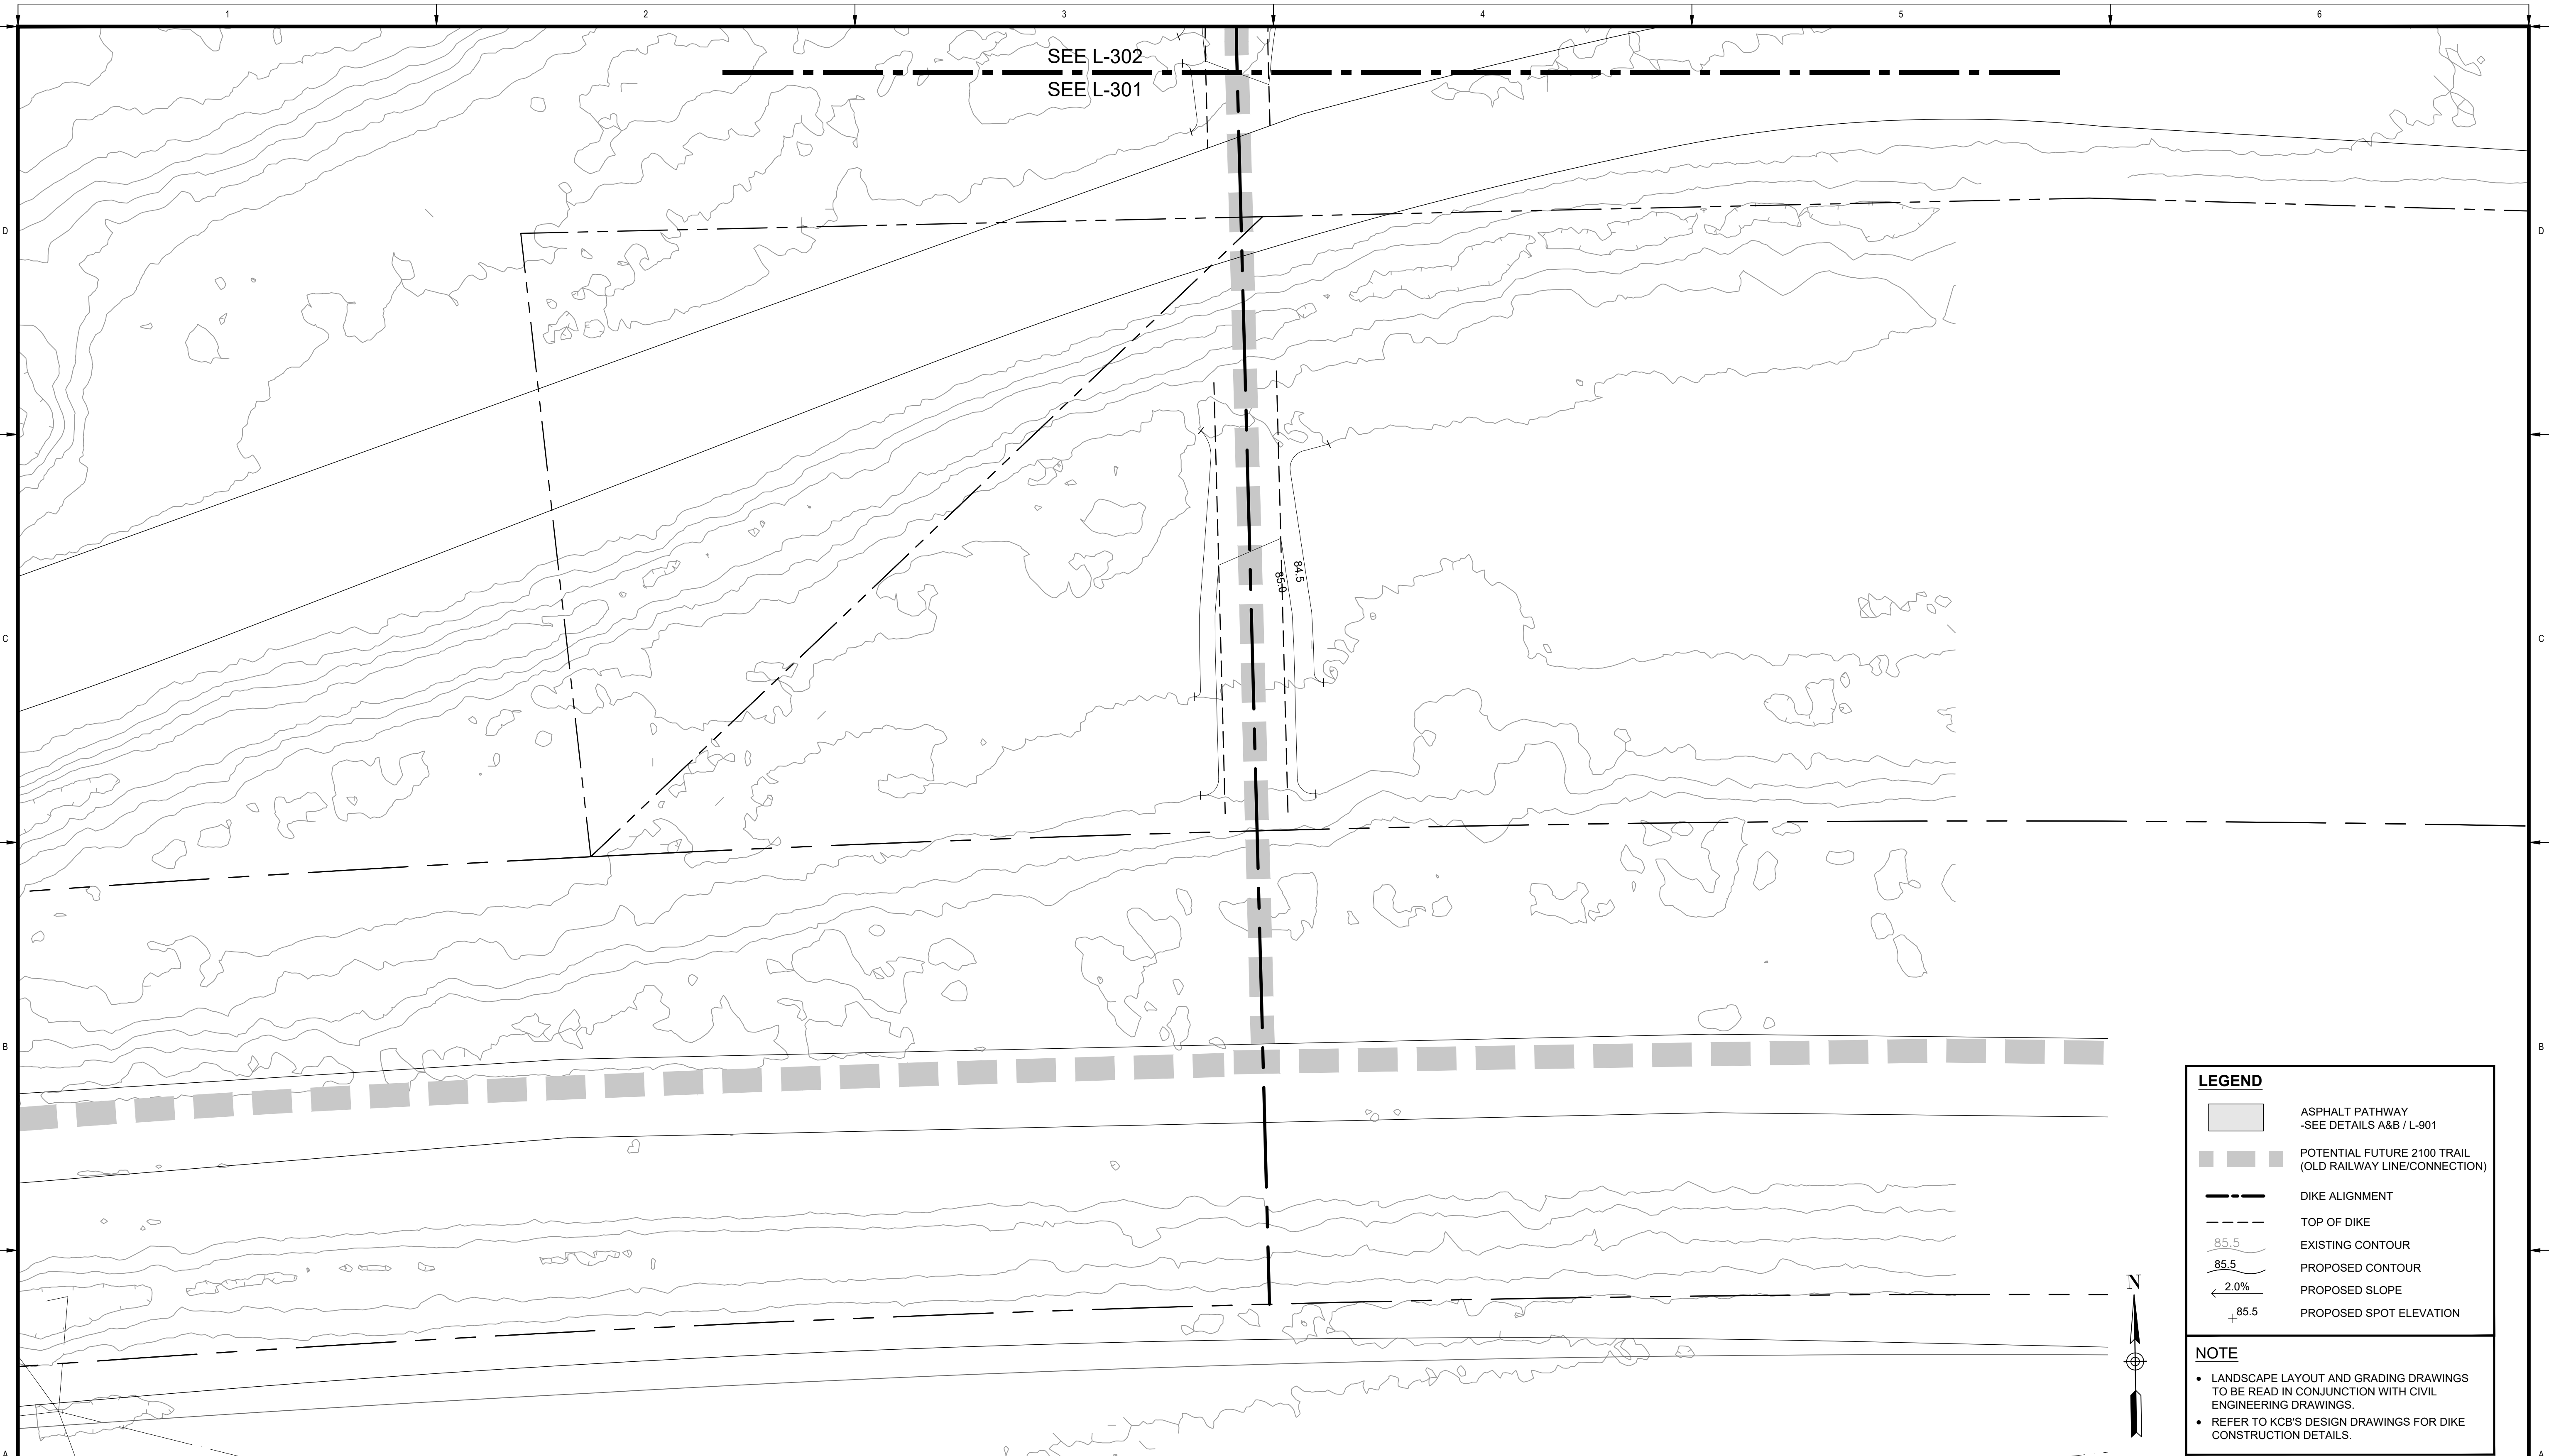 1 2 3 4 5 6
SEE L-302
SEE L-301
D D
84.5
85.0
C C
B B
LEGEND
ASPHALT PATHWAY
-SEE DETAILS A&B / L-901
POTENTIAL FUTURE 2100 TRAIL
(OLD RAILWAY LINE/CONNECTION)
DIKE ALIGNMENT
TOP OF DIKE
85.5 EXISTING CONTOUR
85.5 PROPOSED CONTOUR
2.0% PROPOSED SLOPE
85.5 PROPOSED SPOT ELEVATION
N
NOTE
• LANDSCAPE LAYOUT AND GRADING DRAWINGS
TO BE READ IN CONJUNCTION WITH CIVIL
ENGINEERING DRAWINGS.
• REFER TO KCB'S DESIGN DRAWINGS FOR DIKE
CONSTRUCTION DETAILS.
A A